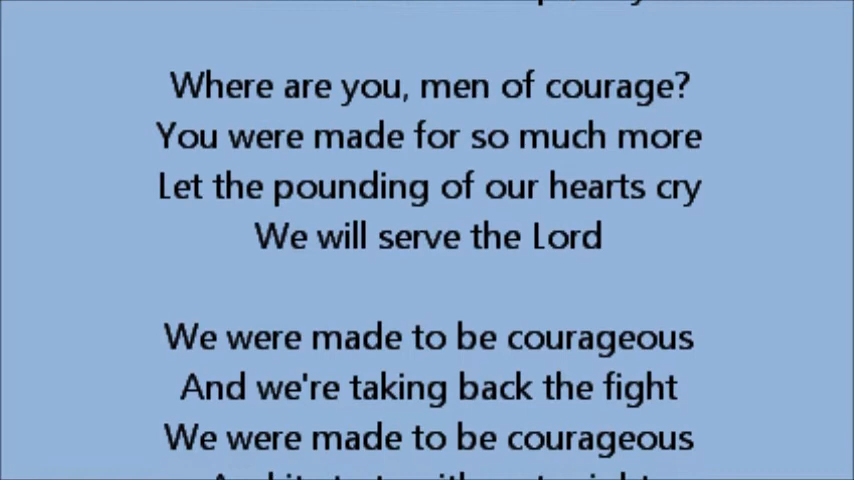 Where are you, men of courage?
You were made for so much more
Let the pounding of our hearts cry
We will serve the Lord
We were made to be courageous
And we're taking back the fight
We were made to be courageous